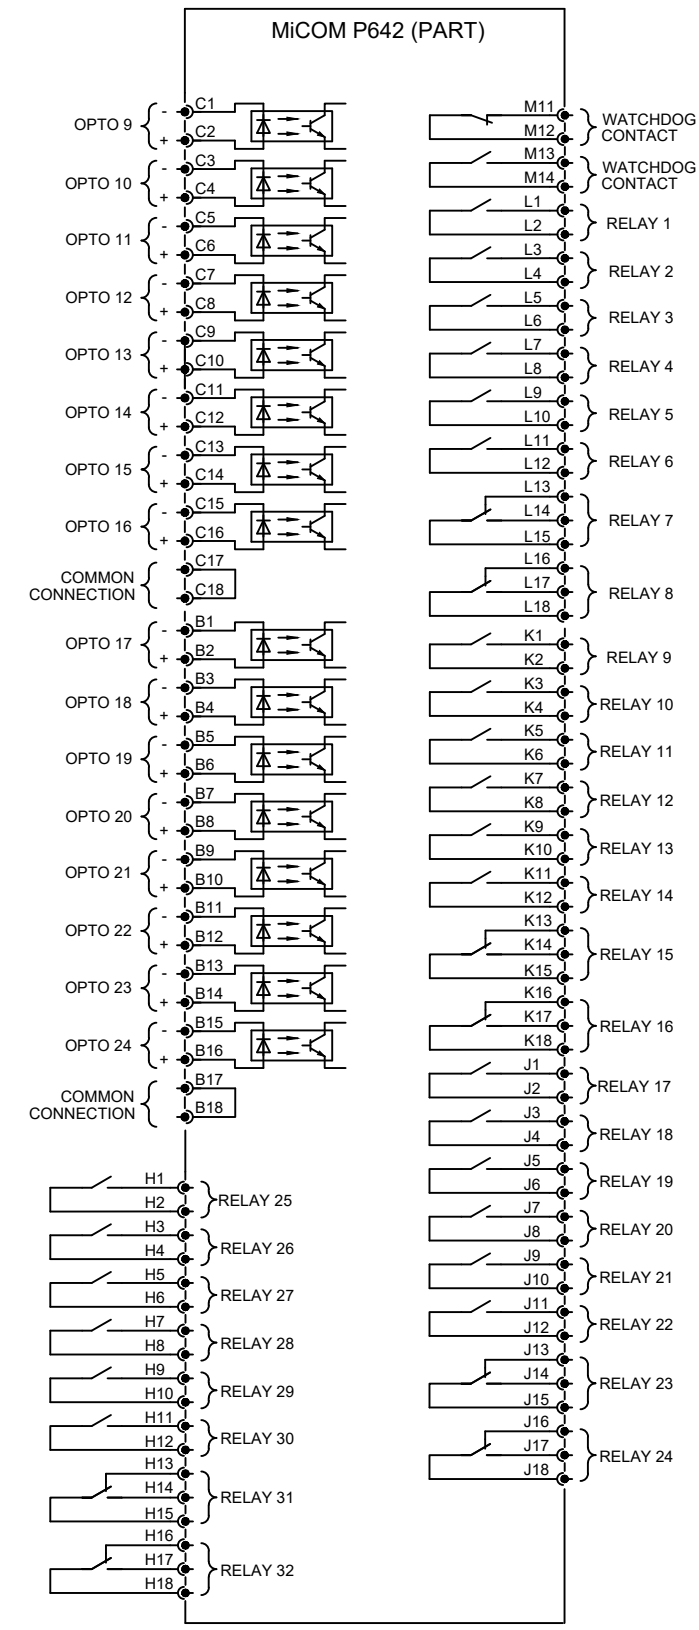 MiCOM P642 (PART)
OPTO 9
- C1
+ C2
OPTO 10
- C3
+ C4
OPTO 11
- C5
+ C6
OPTO 12
- C7
+ C8
OPTO 13
- C9
+ C10
OPTO 14
- C11
+ C12
OPTO 15
- C13
+ C14
OPTO 16
- C15
+ C16
COMMON
CONNECTION
C17
C18
OPTO 17
- B1
+ B2
OPTO 18
- B3
+ B4
OPTO 19
- B5
+ B6
OPTO 20
- B7
+ B8
OPTO 21
- B9
+ B10
OPTO 22
- B11
+ B12
OPTO 23
- B13
+ B14
OPTO 24
- B15
+ B16
COMMON
CONNECTION
B17
B18
H1
H2
RELAY 25
H3
H4
RELAY 26
H5
H6
RELAY 27
H7
H8
RELAY 28
H9
H10
RELAY 29
H11
H12
RELAY 30
H13
H14
H15
RELAY 31
H16
H17
H18
RELAY 32
M11
M12
WATCHDOG
CONTACT
M13
M14
WATCHDOG
CONTACT
L1
L2
RELAY 1
L3
L4
RELAY 2
L5
L6
RELAY 3
L7
L8
RELAY 4
L9
L10
RELAY 5
L11
L12
RELAY 6
L13
L14
L15
RELAY 7
L16
L17
L18
RELAY 8
K1
K2
RELAY 9
K3
K4
RELAY 10
K5
K6
RELAY 11
K7
K8
RELAY 12
K9
K10
RELAY 13
K11
K12
RELAY 14
K13
K14
K15
RELAY 15
K16
K17
K18
RELAY 16
J1
J2
RELAY 17
J3
J4
RELAY 18
J5
J6
RELAY 19
J7
J8
RELAY 20
J9
J10
RELAY 21
J11
J12
RELAY 22
J13
J14
J15
RELAY 23
J16
J17
J18
RELAY 24